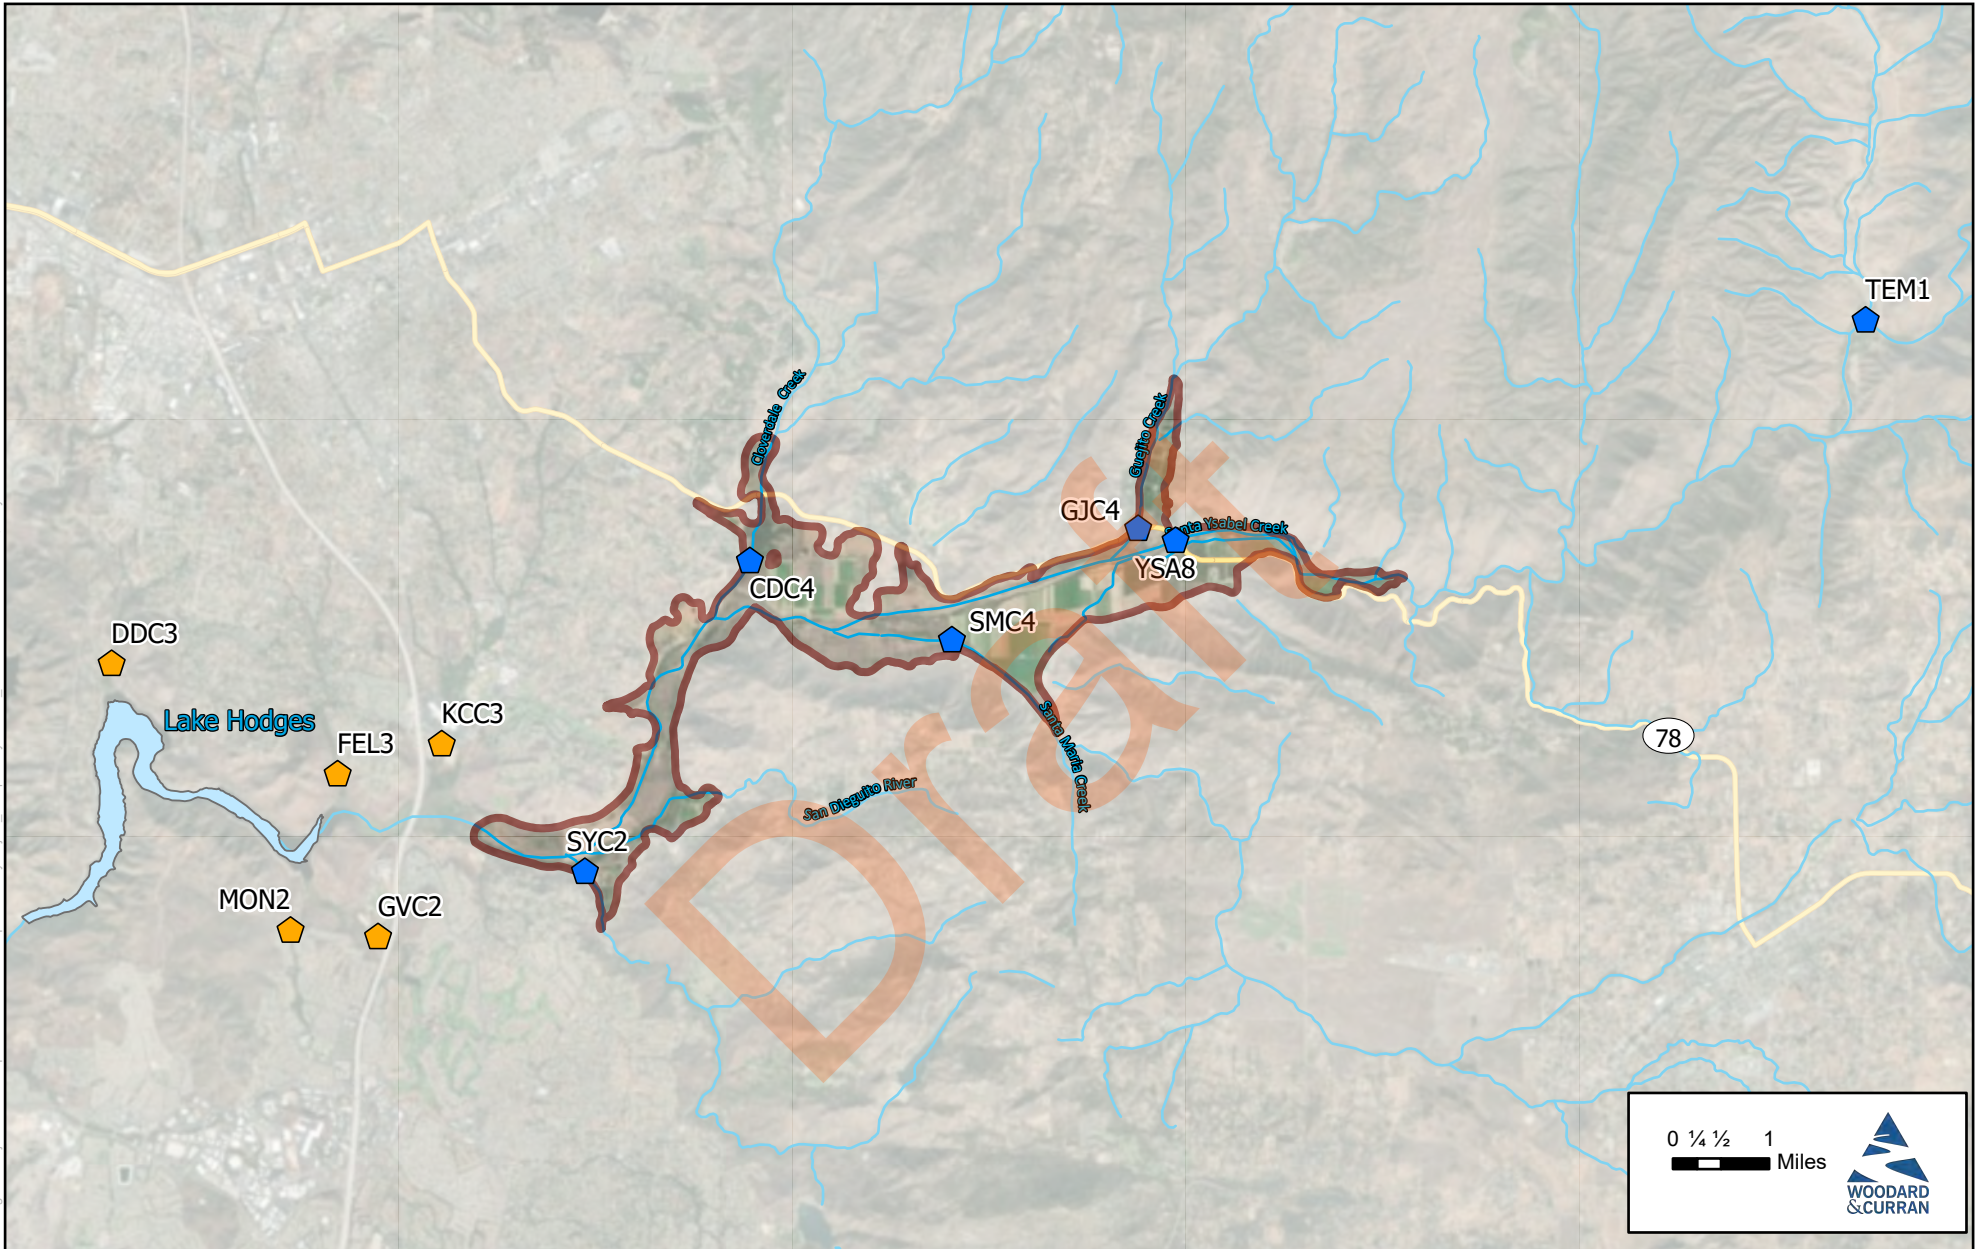 TEM1
Cloverdale Creek
Guejito Creek
GJC4
Santa Ysabel Creek
YSA8
CDC4
SMC4
DDC3
Lake Hodges
KCC3
FEL3
Santa Maria Creek
78
San Dieguito River
SYC2
MON2
GVC2
Draft
0 ¼ ½ 1
Miles
WOODARD
&CURRAN